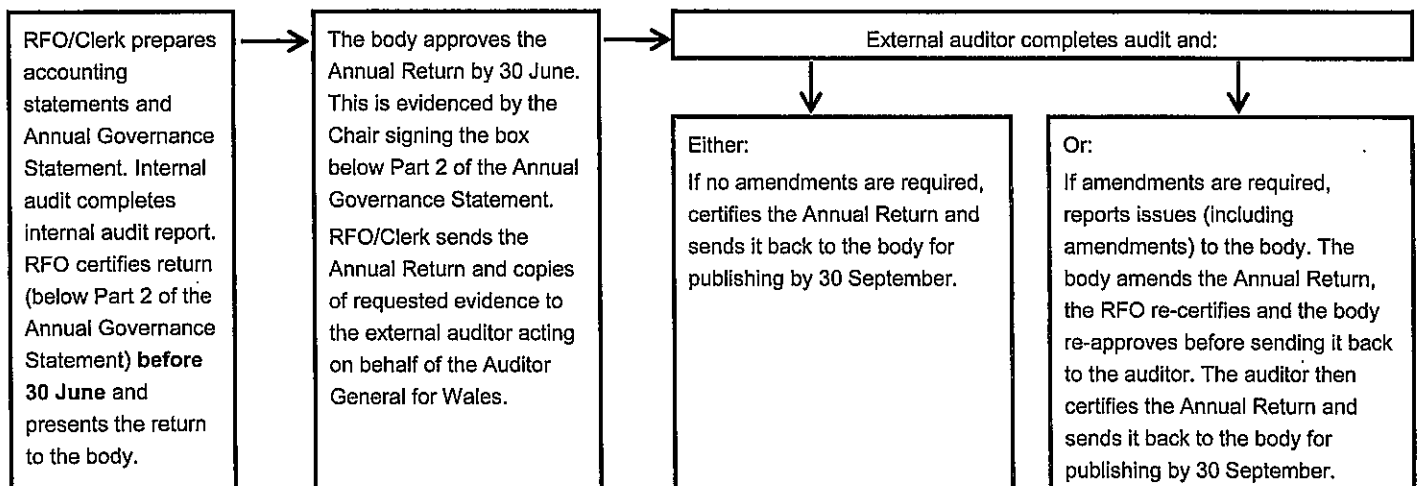 RFO/Clerk prepares
accounting
statements and
Annual Governance
Statement. Internal
audit completes
internal audit report.
RFO certifies return
(below Part 2 of the
Annual Governance
Statement) before
30 June and
presents the return
to the body.
The body approves the
Annual Return by 30 June.
This is evidenced by the
Chair signing the box
below Part 2 of the Annual
Governance Statement.
RFO/Clerk sends the
Annual Return and copies
of requested evidence to
the external auditor acting
on behalf of the Auditor
General for Wales.
External auditor completes audit and:
Either:
If no amendments are required,
certifies the Annual Return and
sends it back to the body for
publishing by 30 September.
Or:
If amendments are required,
reports issues (including
amendments) to the body. The
body amends the Annual Return,
the RFO re-certifies and the body
re-approves before sending it back
to the auditor. The auditor then
certifies the Annual Return and
sends it back to the body for
publishing by 30 September.